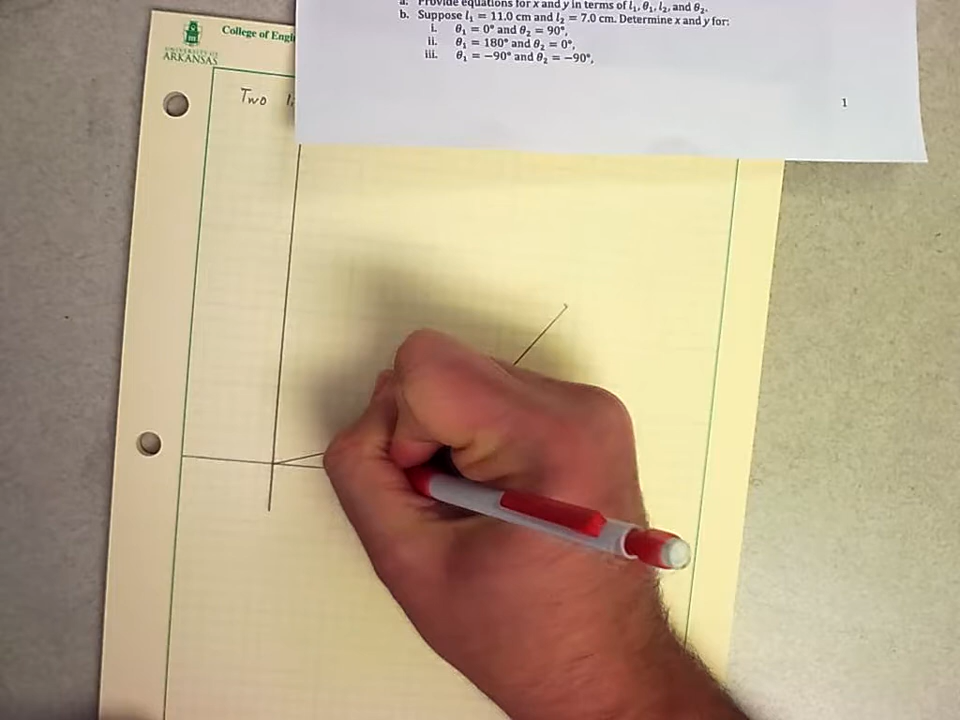 a. Provide equations for x and y in terms of l₁, θ₁, l₂, and θ₂.
b. Suppose l₁ = 11.0 cm and l₂ = 7.0 cm. Determine x and y for:
i. θ₁ = 0° and θ₂ = 90°,
ii. θ₁ = 180° and θ₂ = 0°,
iii. θ₁ = −90° and θ₂ = −90°,
1
College of
UNIVERSITY OF
ARKANSAS
Two